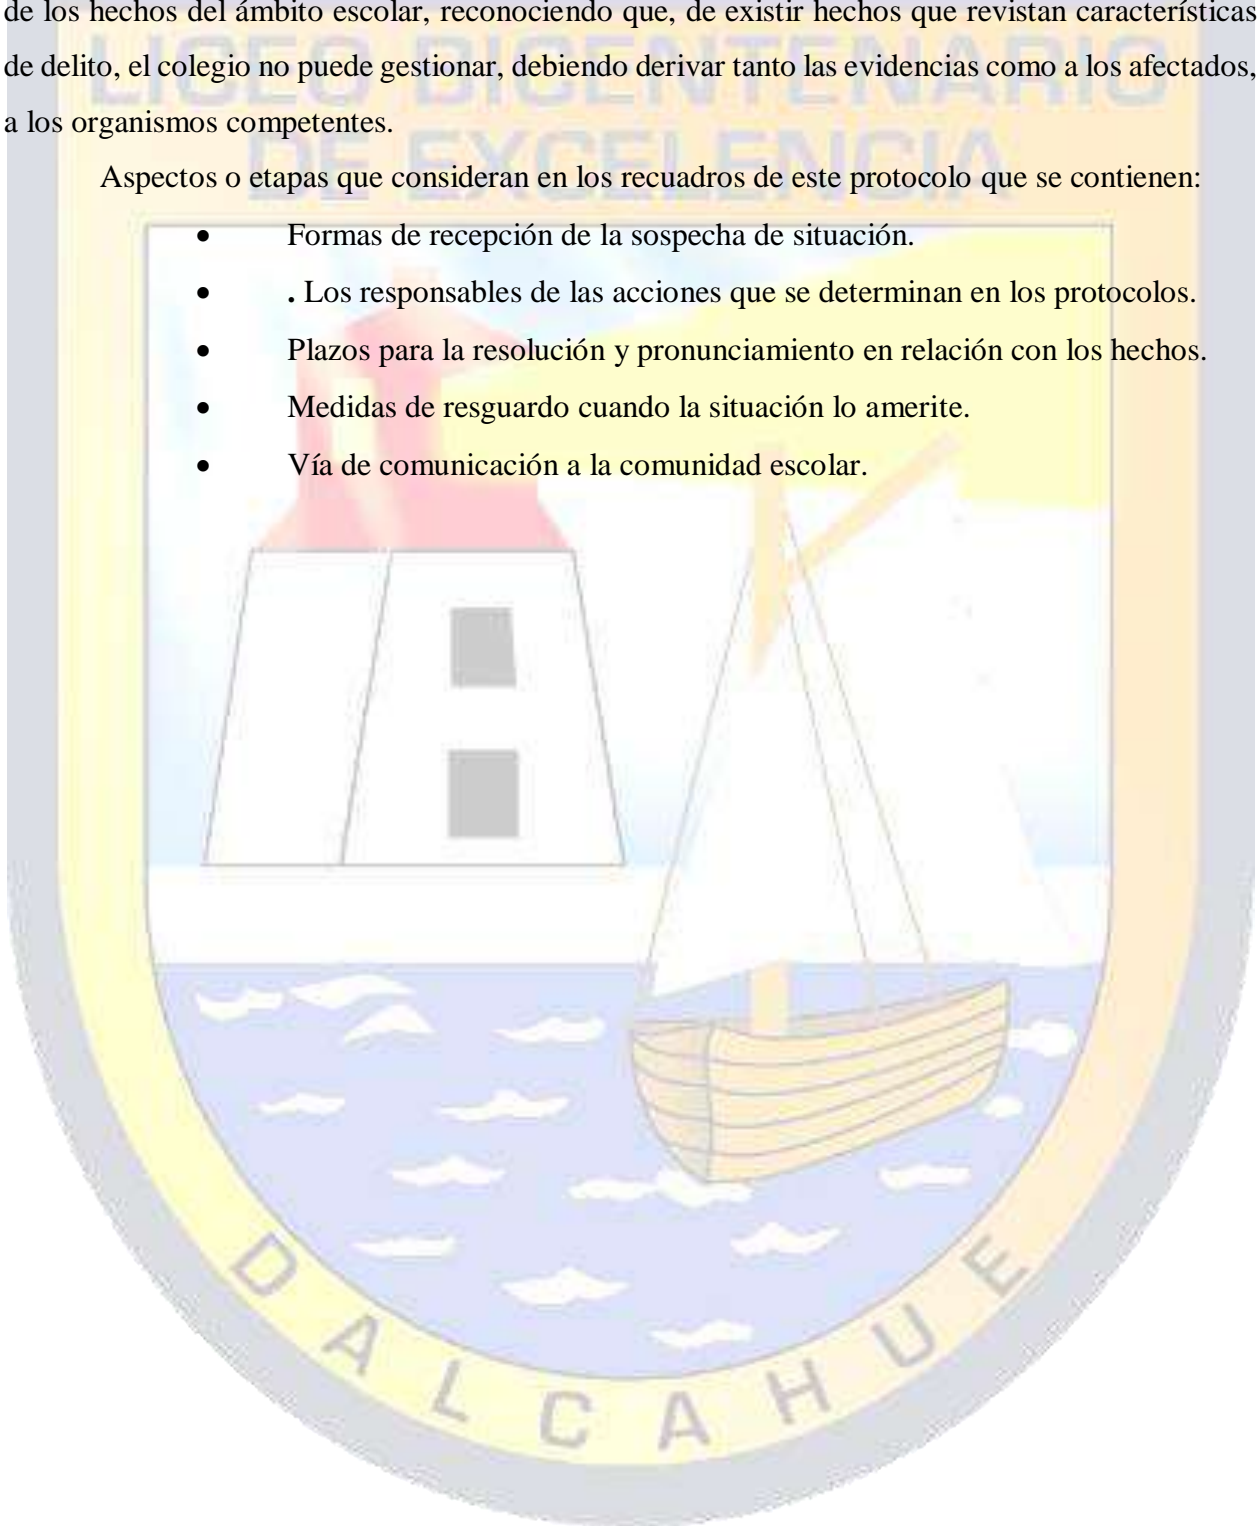 de los hechos del ámbito escolar, reconociendo que, de existir hechos que revistan características
de delito, el colegio no puede gestionar, debiendo derivar tanto las evidencias como a los afectados,
a los organismos competentes.
LICEO BICENTENARIO
DE EXCELENCIA
Aspectos o etapas que consideran en los recuadros de este protocolo que se contienen:
• Formas de recepción de la sospecha de situación.
• . Los responsables de las acciones que se determinan en los protocolos.
• Plazos para la resolución y pronunciamiento en relación con los hechos.
• Medidas de resguardo cuando la situación lo amerite.
• Vía de comunicación a la comunidad escolar.
DALCAHUE